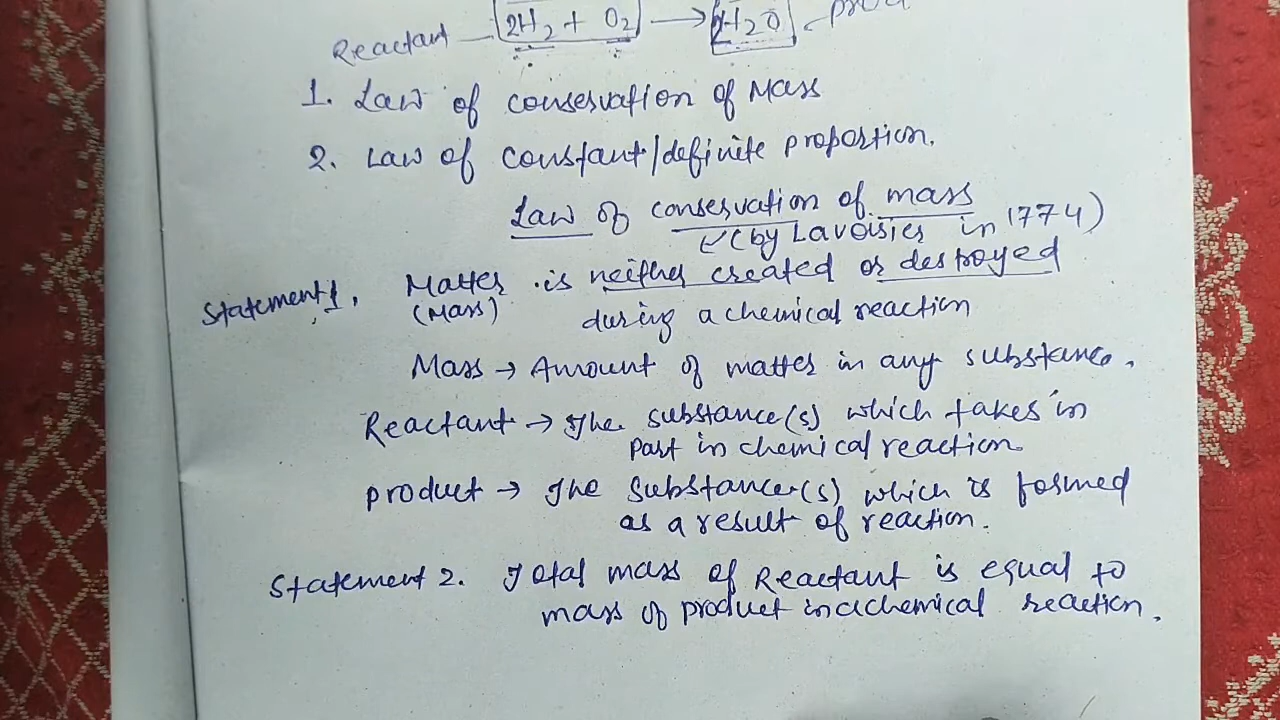 Reactant — 2H₂ + O₂ → 2H₂O - prod
1. Law of conservation of Mass
2. Law of constant/definite proportion.
Law of conservation of mass
(by Lavoisier in 1774)
Statement 1. Matter is neither created or destroyed
(Mass) during a chemical reaction
Mass → Amount of matter in any substance.
Reactant → The substance(s) which takes in
Part in chemical reaction
product → The Substance(s) which is formed
as a result of reaction.
Statement 2. Total mass of Reactant is equal to
mass of product in a chemical reaction.